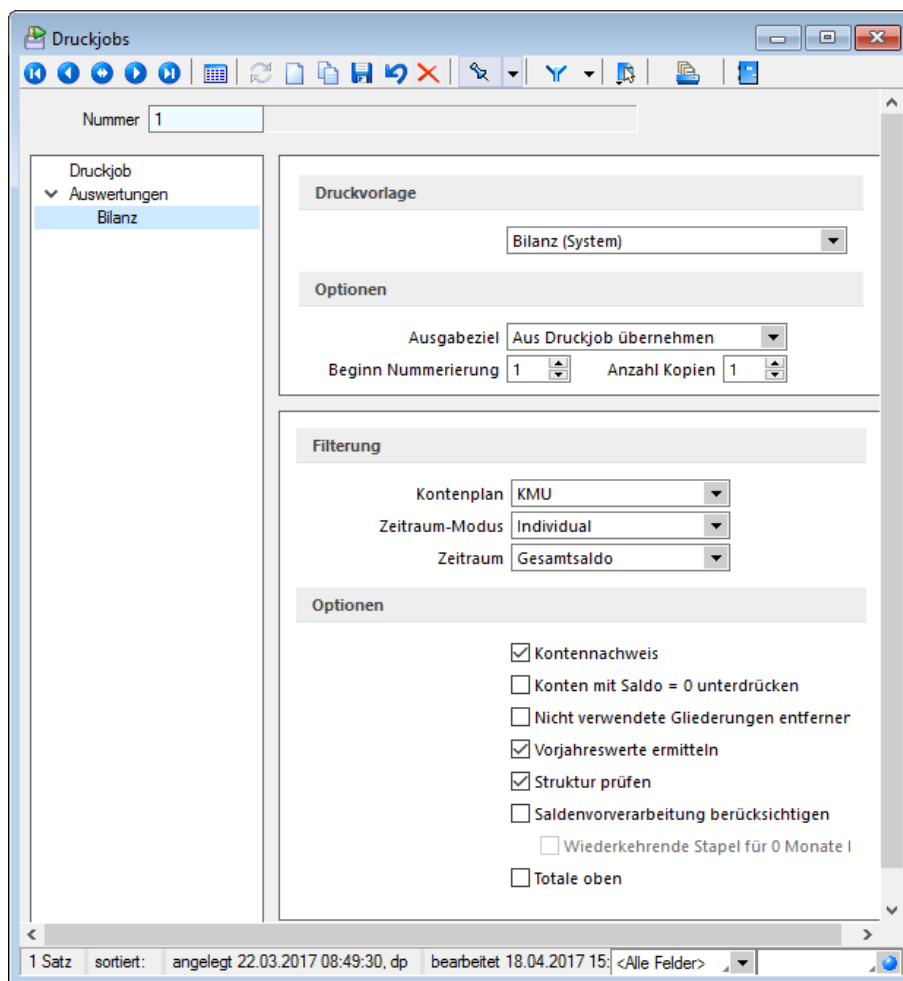 Druckjobs
Nummer 1
Druckjob
Auswertungen
Bilanz
Druckvorlage
Bilanz (System)
Optionen
Ausgabeziel Aus Druckjob übernehmen
Beginn Nummerierung 1 Anzahl Kopien 1
Filterung
Kontenplan KMU
Zeitraum-Modus Individual
Zeitraum Gesamtsaldo
Optionen
Kontennachweis
Konten mit Saldo = 0 unterdrücken
Nicht verwendete Gliederungen entfernen
Vorjahreswerte ermitteln
Struktur prüfen
Saldenvorverarbeitung berücksichtigen
Wiederkehrende Stapel für 0 Monate
Totale oben
1 Satz sortiert: angelegt 22.03.2017 08:49:30, dp bearbeitet 18.04.2017 15: <Alle Felder>